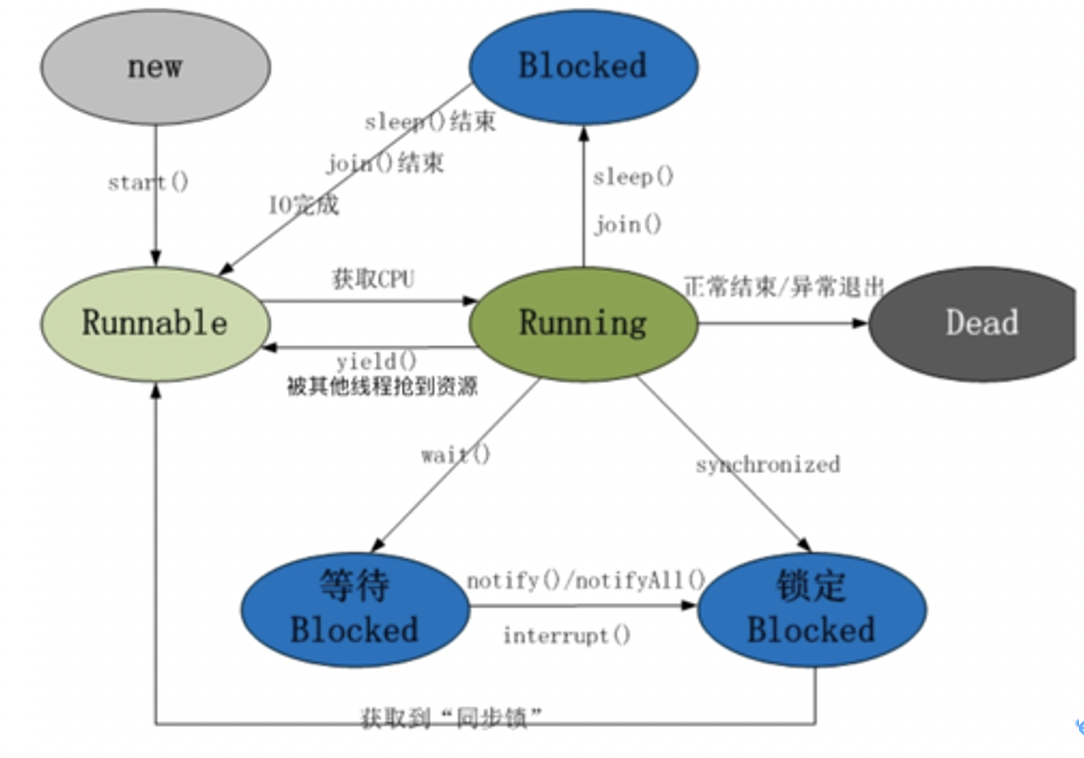 new
Blocked
sleep()结束
join()结束
IO完成
start()
sleep()
join()
Runnable
获取CPU
Running
正常结束/异常退出
Dead
yield()
被其他线程抢到资源
wait()
synchronized
等待
Blocked
notify()/notifyAll()
interrupt()
锁定
Blocked
获取到“同步锁”